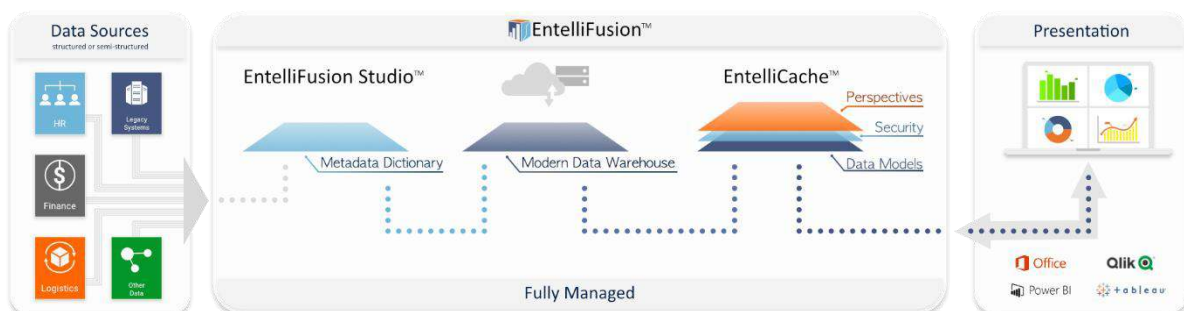 Data Sources
structured or semi-structured
HR
Legacy
Systems
Finance
Logistics
Other
Data
EntelliFusion™
EntelliFusion Studio™
Metadata Dictionary
Modern Data Warehouse
EntelliCache™
Perspectives
Security
Data Models
Fully Managed
Presentation
Office
Qlik
Power BI
+ a b l e a u